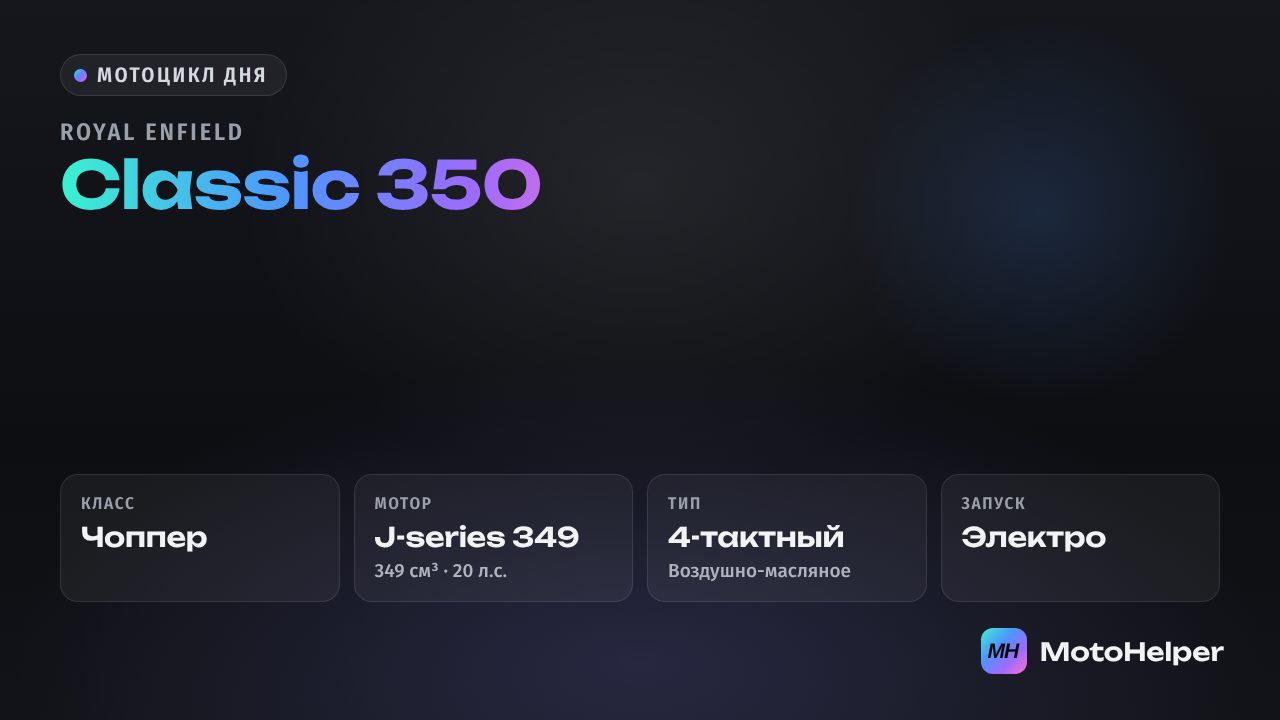 МОТОЦИКЛ ДНЯ
ROYAL ENFIELD
Classic 350
КЛАСС
Чоппер
МОТОР
J-series 349
349 см³ · 20 л.с.
ТИП
4-тактный
Воздушно-масляное
ЗАПУСК
Электро
MH MotoHelper